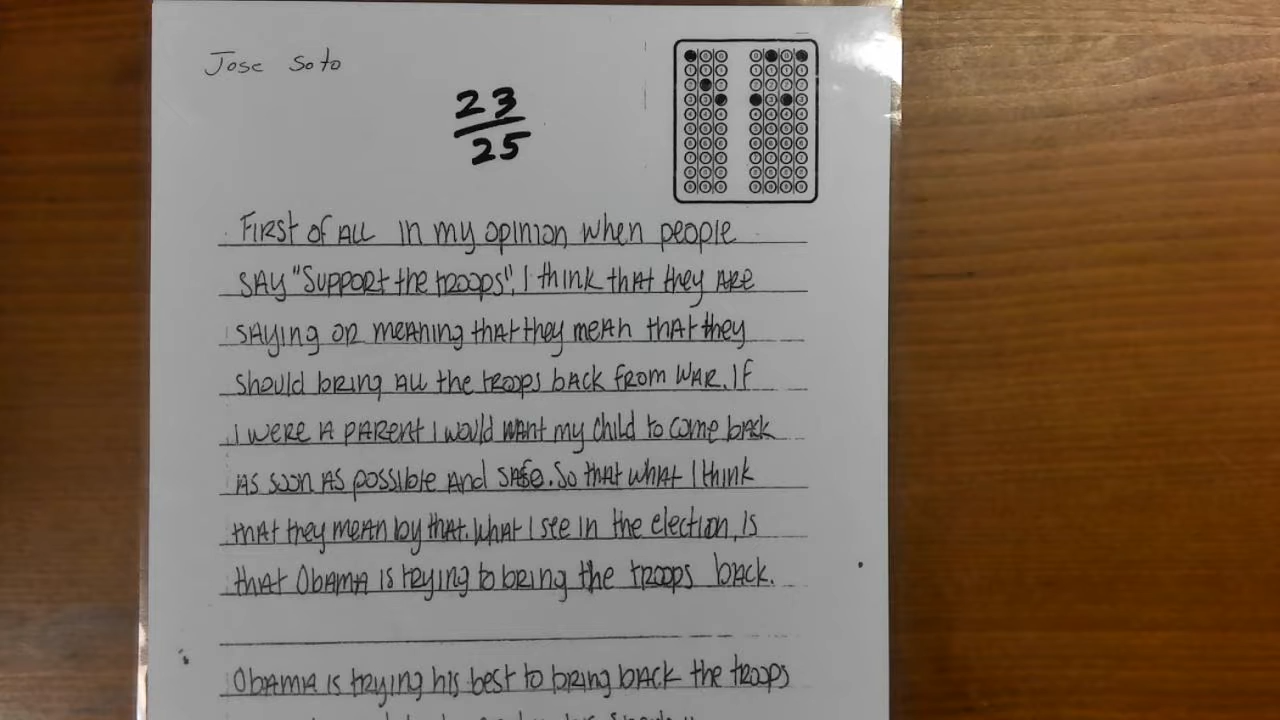 Jose Soto
23
25
First of all in my opinion, when people
say "Support the troops", I think that they are
saying or meaning that they mean that they
should bring all the troops back from war. If
I were a parent I would want my child to come back
as soon as possible and safe. So that what I think
that they mean by that. What I see in the election, is
that Obama is trying to bring the troops back.
Obama is trying his best to bring back the troops